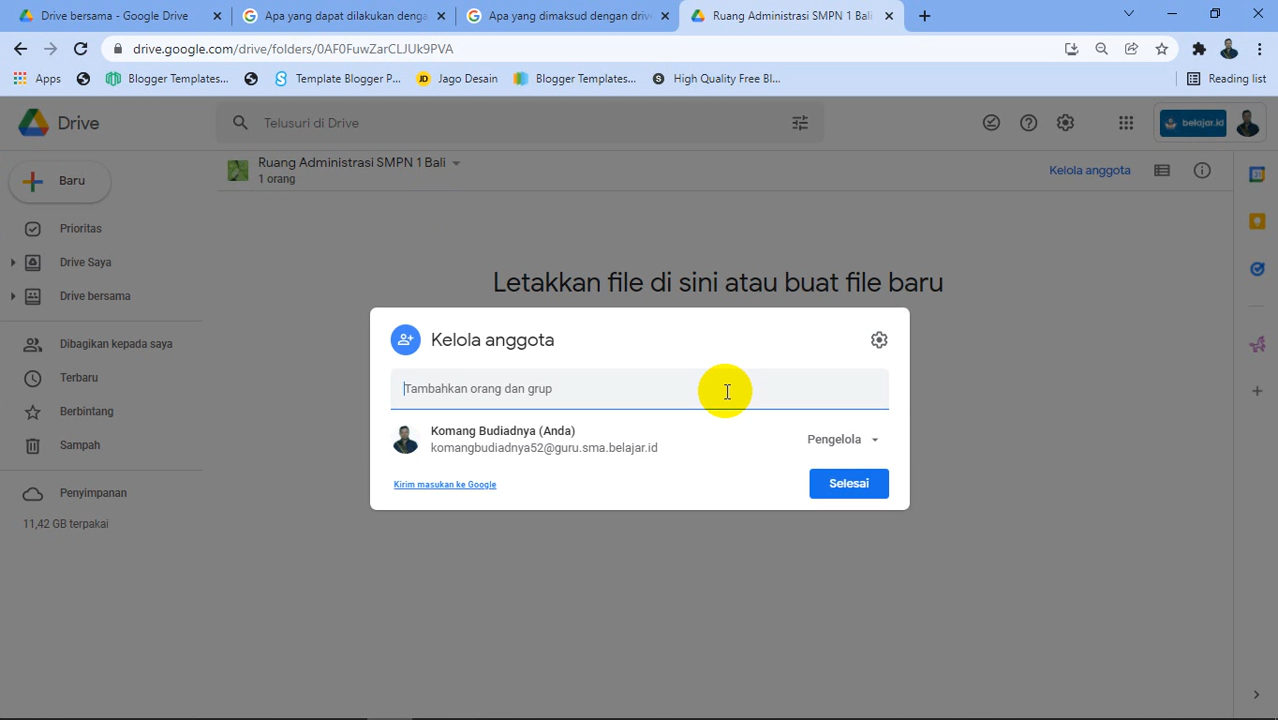 Drive bersama - Google Drive
Apa yang dapat dilakukan denga
Apa yang dimaksud dengan drive
Ruang Administrasi SMPN 1 Bali
drive.google.com/drive/folders/0AF0FuwZarCLJUk9PVA
Apps
Blogger Templates...
Template Blogger P...
JD
Jago Desain
Blogger Templates...
High Quality Free Bl...
Reading list
Drive
Telusuri di Drive
belajar.id
Baru
Ruang Administrasi SMPN 1 Bali
1 orang
Kelola anggota
Prioritas
Drive Saya
Drive bersama
Dibagikan kepada saya
Terbaru
Berbintang
Sampah
Penyimpanan
11,42 GB terpakai
Letakkan file di sini atau buat file baru
Kelola anggota
Tambahkan orang dan grup
Komang Budiadnya (Anda)
komangbudiadnya52@guru.sma.belajar.id
Pengelola
Kirim masukan ke Google
Selesai